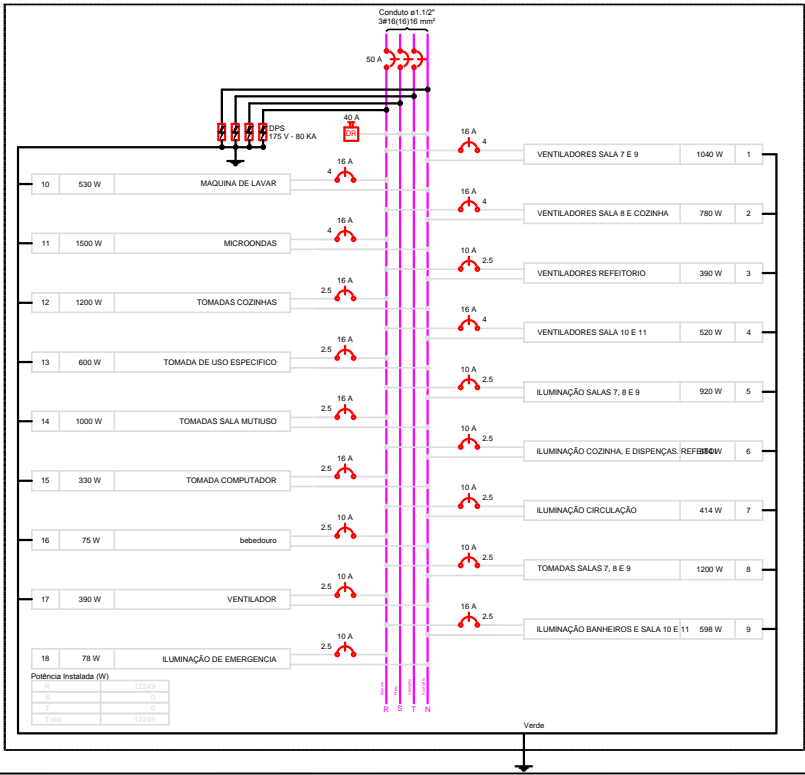 Conduto ø1.1/2"
3#16(16)16 mm²
50 A
DPS
175 V - 80 KA
40 A
DR
16 A
4
VENTILADORES SALA 7 E 9 1040 W 1
16 A
4
10 530 W MAQUINA DE LAVAR
16 A
4
VENTILADORES SALA 8 E COZINHA 780 W 2
16 A
4
11 1500 W MICROONDAS
10 A
2.5
VENTILADORES REFEITORIO 390 W 3
16 A
2.5
12 1200 W TOMADAS COZINHAS
16 A
4
VENTILADORES SALA 10 E 11 520 W 4
16 A
2.5
13 600 W TOMADA DE USO ESPECIFICO
10 A
2.5
ILUMINAÇÃO SALAS 7, 8 E 9 920 W 5
16 A
2.5
14 1000 W TOMADAS SALA MUTIUSO
10 A
2.5
ILUMINAÇÃO COZINHA, E DISPENÇAS. 6
16 A
2.5
15 330 W TOMADA COMPUTADOR
10 A
2.5
ILUMINAÇÃO CIRCULAÇÃO 414 W 7
10 A
2.5
16 75 W bebedouro
10 A
2.5
TOMADAS SALAS 7, 8 E 9 1200 W 8
10 A
2.5
17 390 W VENTILADOR
16 A
2.5
ILUMINAÇÃO BANHEIROS E SALA 10 E 11 598 W 9
10 A
2.5
18 78 W ILUMINAÇÃO DE EMERGENCIA
Potência Instalada (W)
R 12249
S 0
T 0
Total 12249
R S T N
Verde